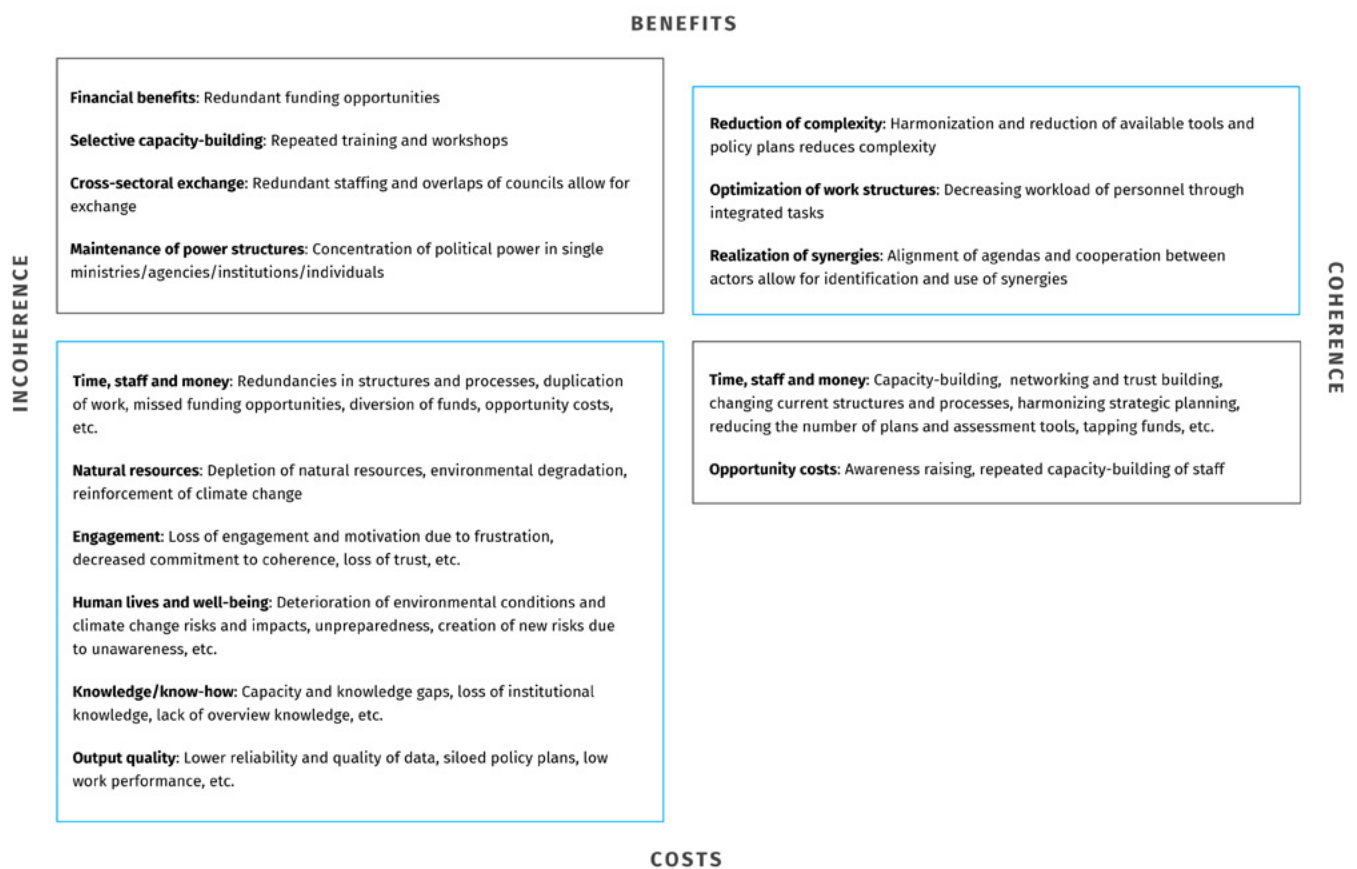 BENEFITS
INCOHERENCE
Financial benefits: Redundant funding opportunities
Selective capacity-building: Repeated training and workshops
Cross-sectoral exchange: Redundant staffing and overlaps of councils allow for
exchange
Maintenance of power structures: Concentration of political power in single
ministries/agencies/institutions/individuals
Reduction of complexity: Harmonization and reduction of available tools and
policy plans reduces complexity
Optimization of work structures: Decreasing workload of personnel through
integrated tasks
Realization of synergies: Alignment of agendas and cooperation between
actors allow for identification and use of synergies
COHERENCE
Time, staff and money: Redundancies in structures and processes, duplication
of work, missed funding opportunities, diversion of funds, opportunity costs,
etc.
Natural resources: Depletion of natural resources, environmental degradation,
reinforcement of climate change
Engagement: Loss of engagement and motivation due to frustration,
decreased commitment to coherence, loss of trust, etc.
Human lives and well-being: Deterioration of environmental conditions and
climate change risks and impacts, unpreparedness, creation of new risks due
to unawareness, etc.
Knowledge/know-how: Capacity and knowledge gaps, loss of institutional
knowledge, lack of overview knowledge, etc.
Output quality: Lower reliability and quality of data, siloed policy plans, low
work performance, etc.
Time, staff and money: Capacity-building, networking and trust building,
changing current structures and processes, harmonizing strategic planning,
reducing the number of plans and assessment tools, tapping funds, etc.
Opportunity costs: Awareness raising, repeated capacity-building of staff
COSTS